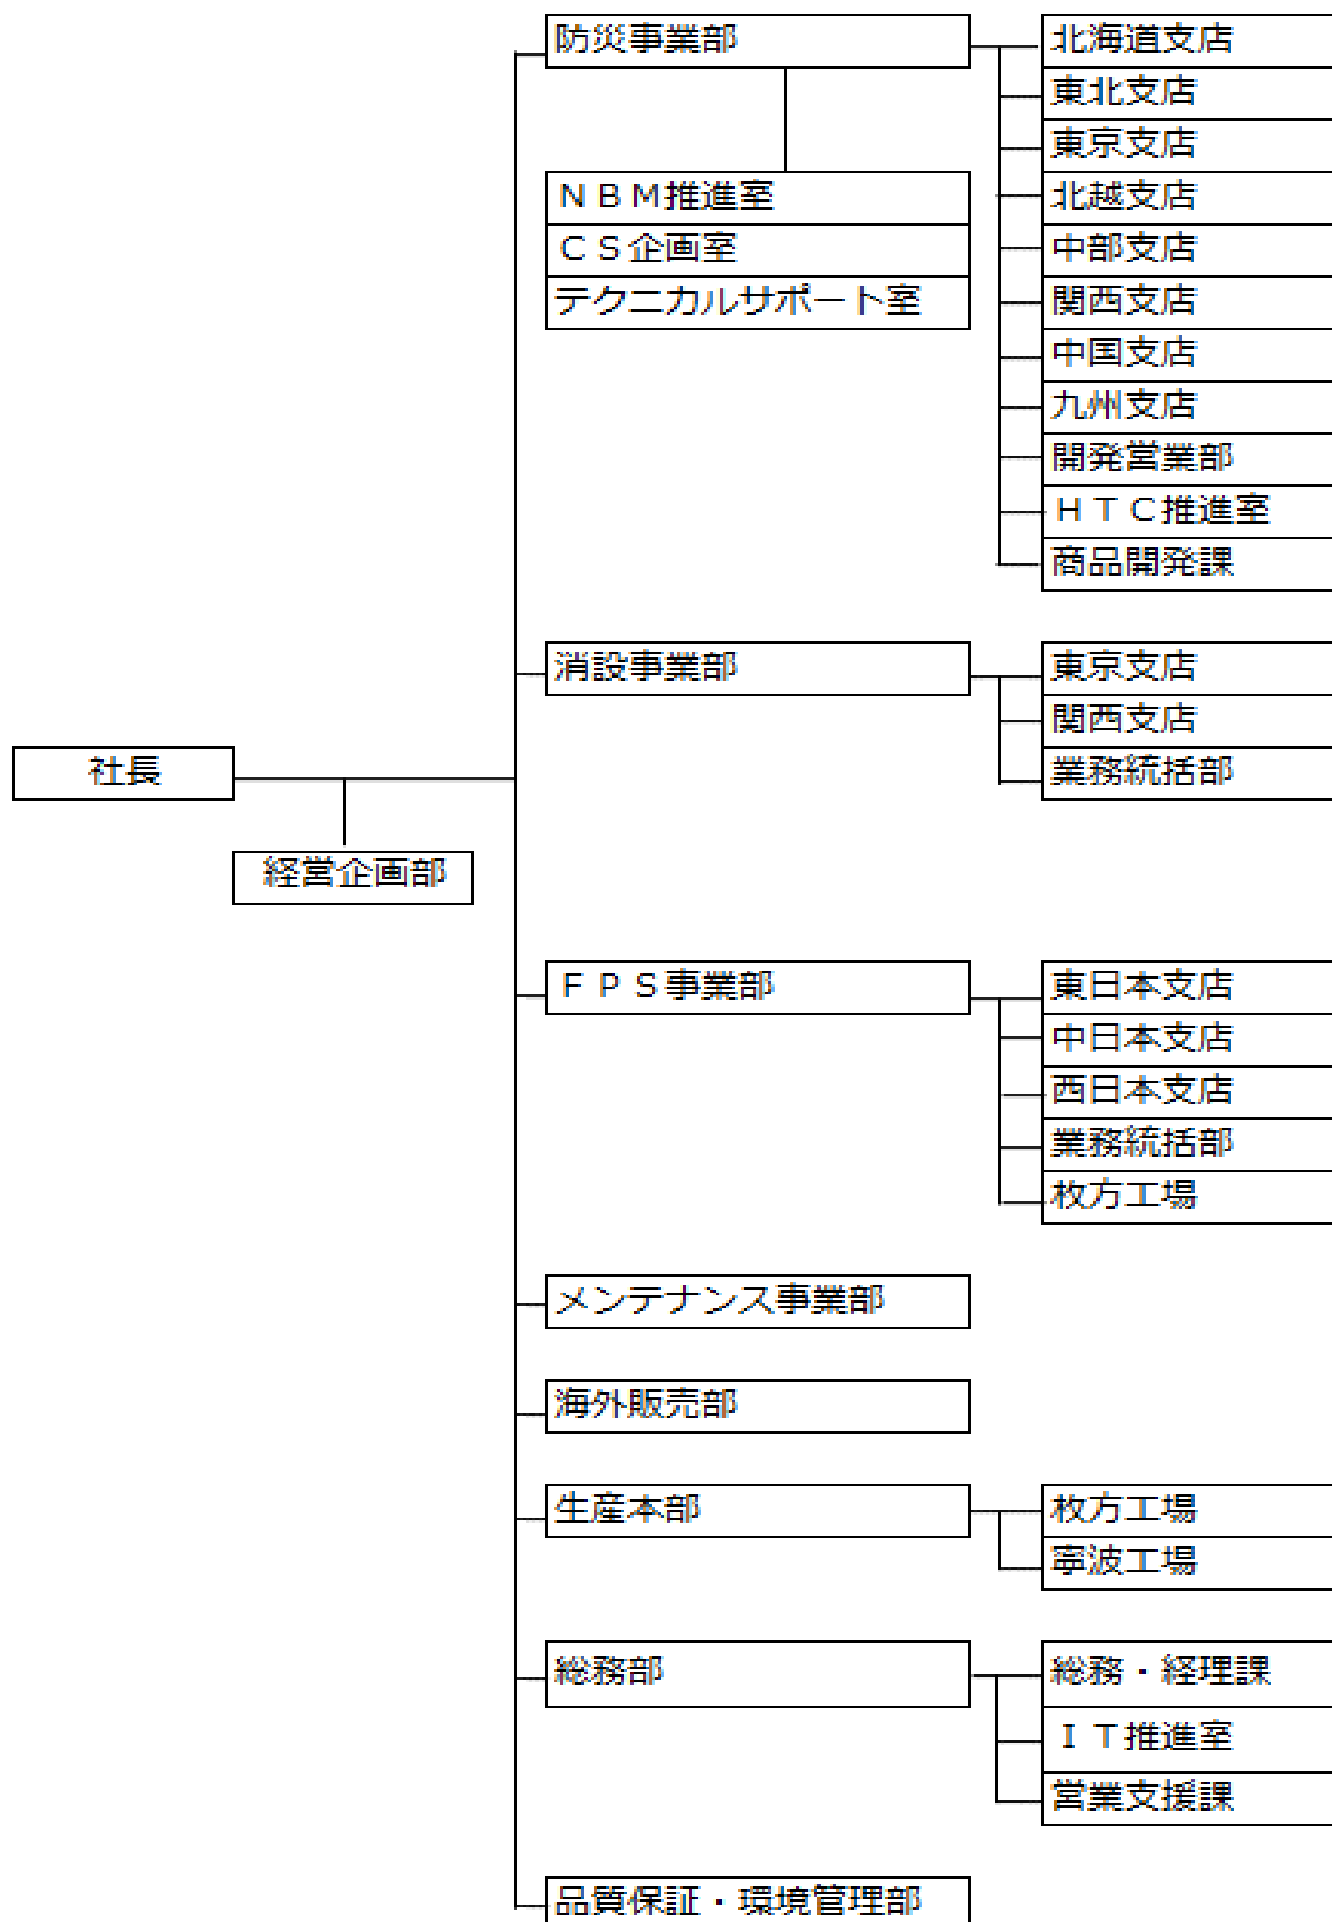 社長
経営企画部
防災事業部
ＮＢＭ推進室
ＣＳ企画室
テクニカルサポート室
北海道支店
東北支店
東京支店
北越支店
中部支店
関西支店
中国支店
九州支店
開発営業部
ＨＴＣ推進室
商品開発課
消設事業部
東京支店
関西支店
業務統括部
ＦＰＳ事業部
東日本支店
中日本支店
西日本支店
業務統括部
枚方工場
メンテナンス事業部
海外販売部
生産本部
枚方工場
寧波工場
総務部
総務・経理課
ＩＴ推進室
営業支援課
品質保証・環境管理部